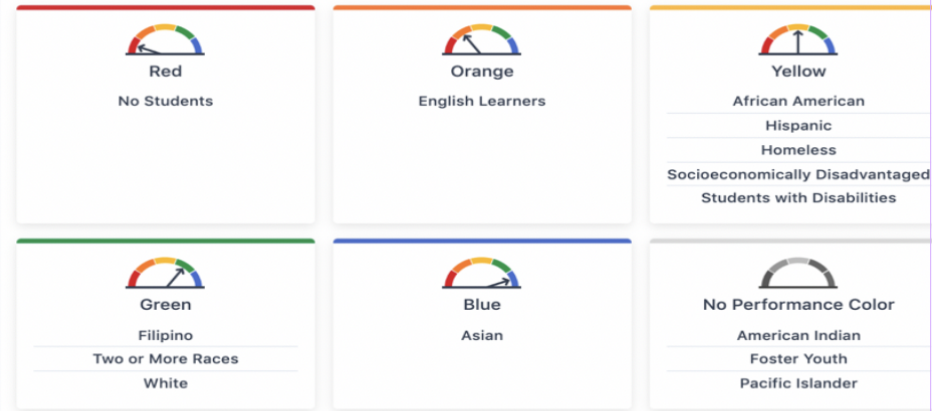 Red
No Students
Orange
English Learners
Yellow
African American
Hispanic
Homeless
Socioeconomically Disadvantaged
Students with Disabilities
Green
Filipino
Two or More Races
White
Blue
Asian
No Performance Color
American Indian
Foster Youth
Pacific Islander